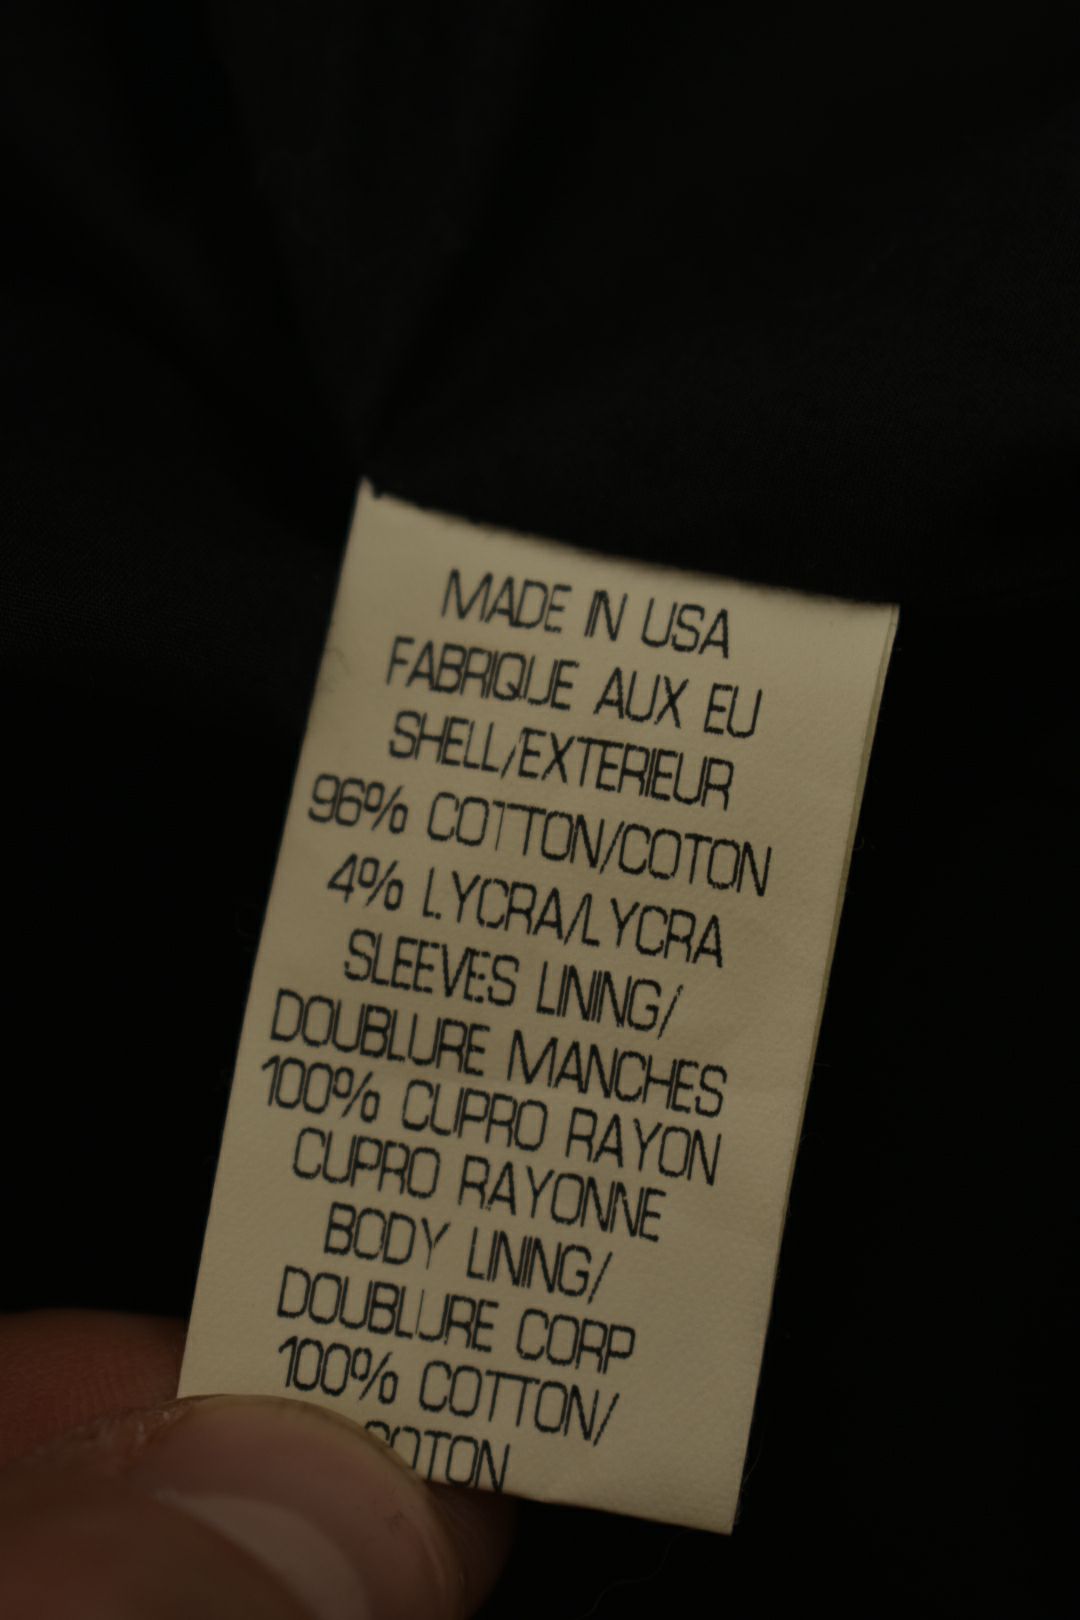 MADE IN USA
FABRIQUE AUX EU
SHELL/EXTERIEUR
96% COTTON/COTON
4% LYCRA/LYCRA
SLEEVES LINING/
DOUBLURE MANCHES
100% CUPRO RAYON
CUPRO RAYONNE
BODY LINING/
DOUBLURE CORP
100% COTTON/
COTON